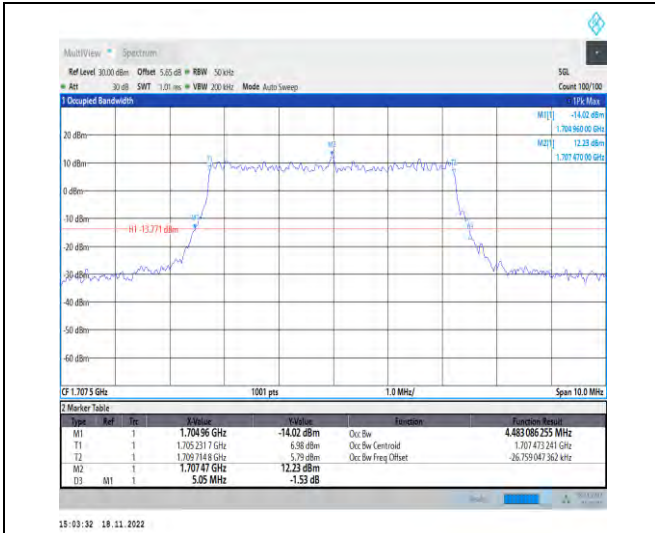 MultiView Spectrum
Ref Level 30.00 dBm Offset 5.65 dB RBW 50 kHz SGL
Att 30 dB SWT 1.01 ms VBW 200 kHz Mode Auto Sweep Count 100/100
1 Occupied Bandwidth 1Pk Max
M1[1] -14.02 dBm
1.704 960 00 GHz
M2[1] 12.23 dBm
1.707 470 00 GHz
20 dBm
M2
T1
10 dBm
0 dBm
-10 dBm
M1
H1 -13.771 dBm
-20 dBm
-30 dBm
-40 dBm
-50 dBm
-60 dBm
CF 1.707 5 GHz 1001 pts 1.0 MHz/ Span 10.0 MHz
2 Marker Table
Type Ref Trc X-Value Y-Value Function Function Result
M1 1 1.704 96 GHz -14.02 dBm Occ Bw 4.483 086 255 MHz
T1 1 1.705 231 7 GHz 6.98 dBm Occ Bw Centroid 1.707 473 241 GHz
T2 1 1.709 714 8 GHz 5.79 dBm Occ Bw Freq Offset -26.759 047 362 kHz
M2 1 1.707 47 GHz 12.23 dBm
D3 M1 1 5.05 MHz -1.53 dB
15:03:32 18.11.2022